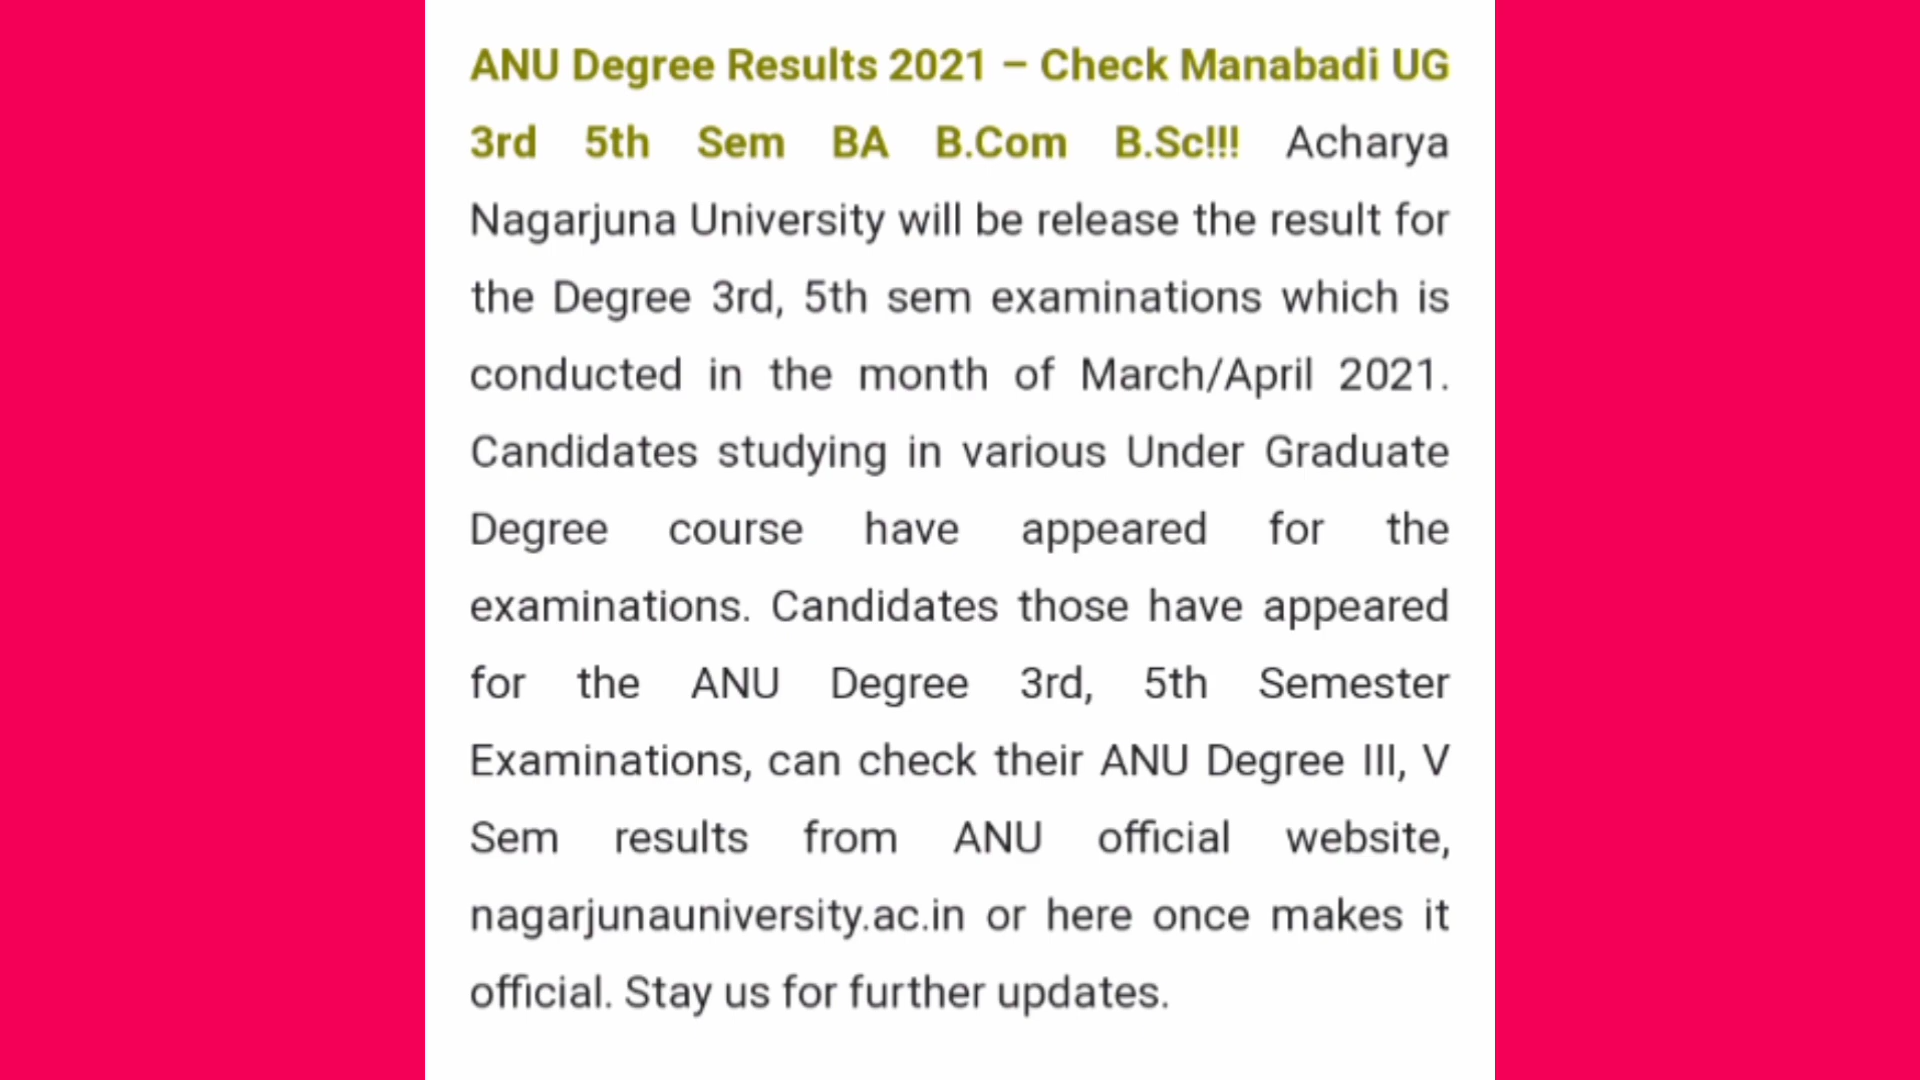 ANU Degree Results 2021 – Check Manabadi UG
3rd 5th Sem BA B.Com B.Sc!!! Acharya
Nagarjuna University will be release the result for
the Degree 3rd, 5th sem examinations which is
conducted in the month of March/April 2021.
Candidates studying in various Under Graduate
Degree course have appeared for the
examinations. Candidates those have appeared
for the ANU Degree 3rd, 5th Semester
Examinations, can check their ANU Degree III, V
Sem results from ANU official website,
nagarjunauniversity.ac.in or here once makes it
official. Stay us for further updates.